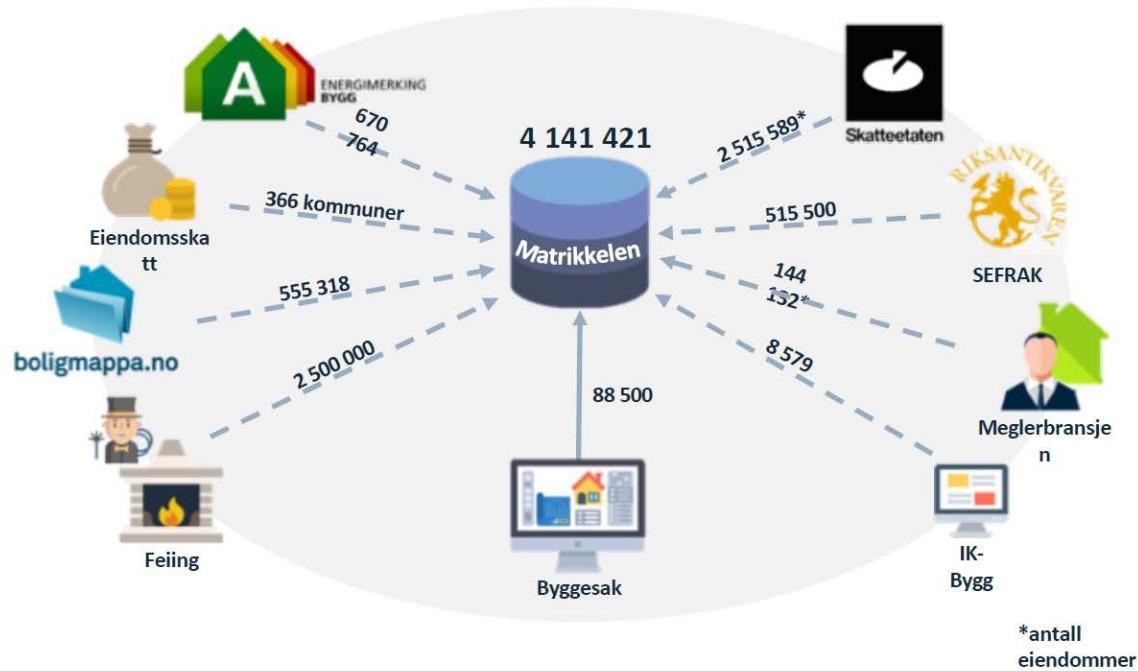 A
ENERGIMERKING
BYGG
670
764
4 141 421
2 515 589*
Skatteetaten
366 kommuner
Eiendomsska
tt
Matrikkelen
515 500
RIKSANTIKVAREN
SEFRAK
555 318
boligmappa.no
144
132*
2 500 000
8 579
88 500
Meglerbransje
n
Feiing
Byggesak
IK-
Bygg
*antall
eiendommer